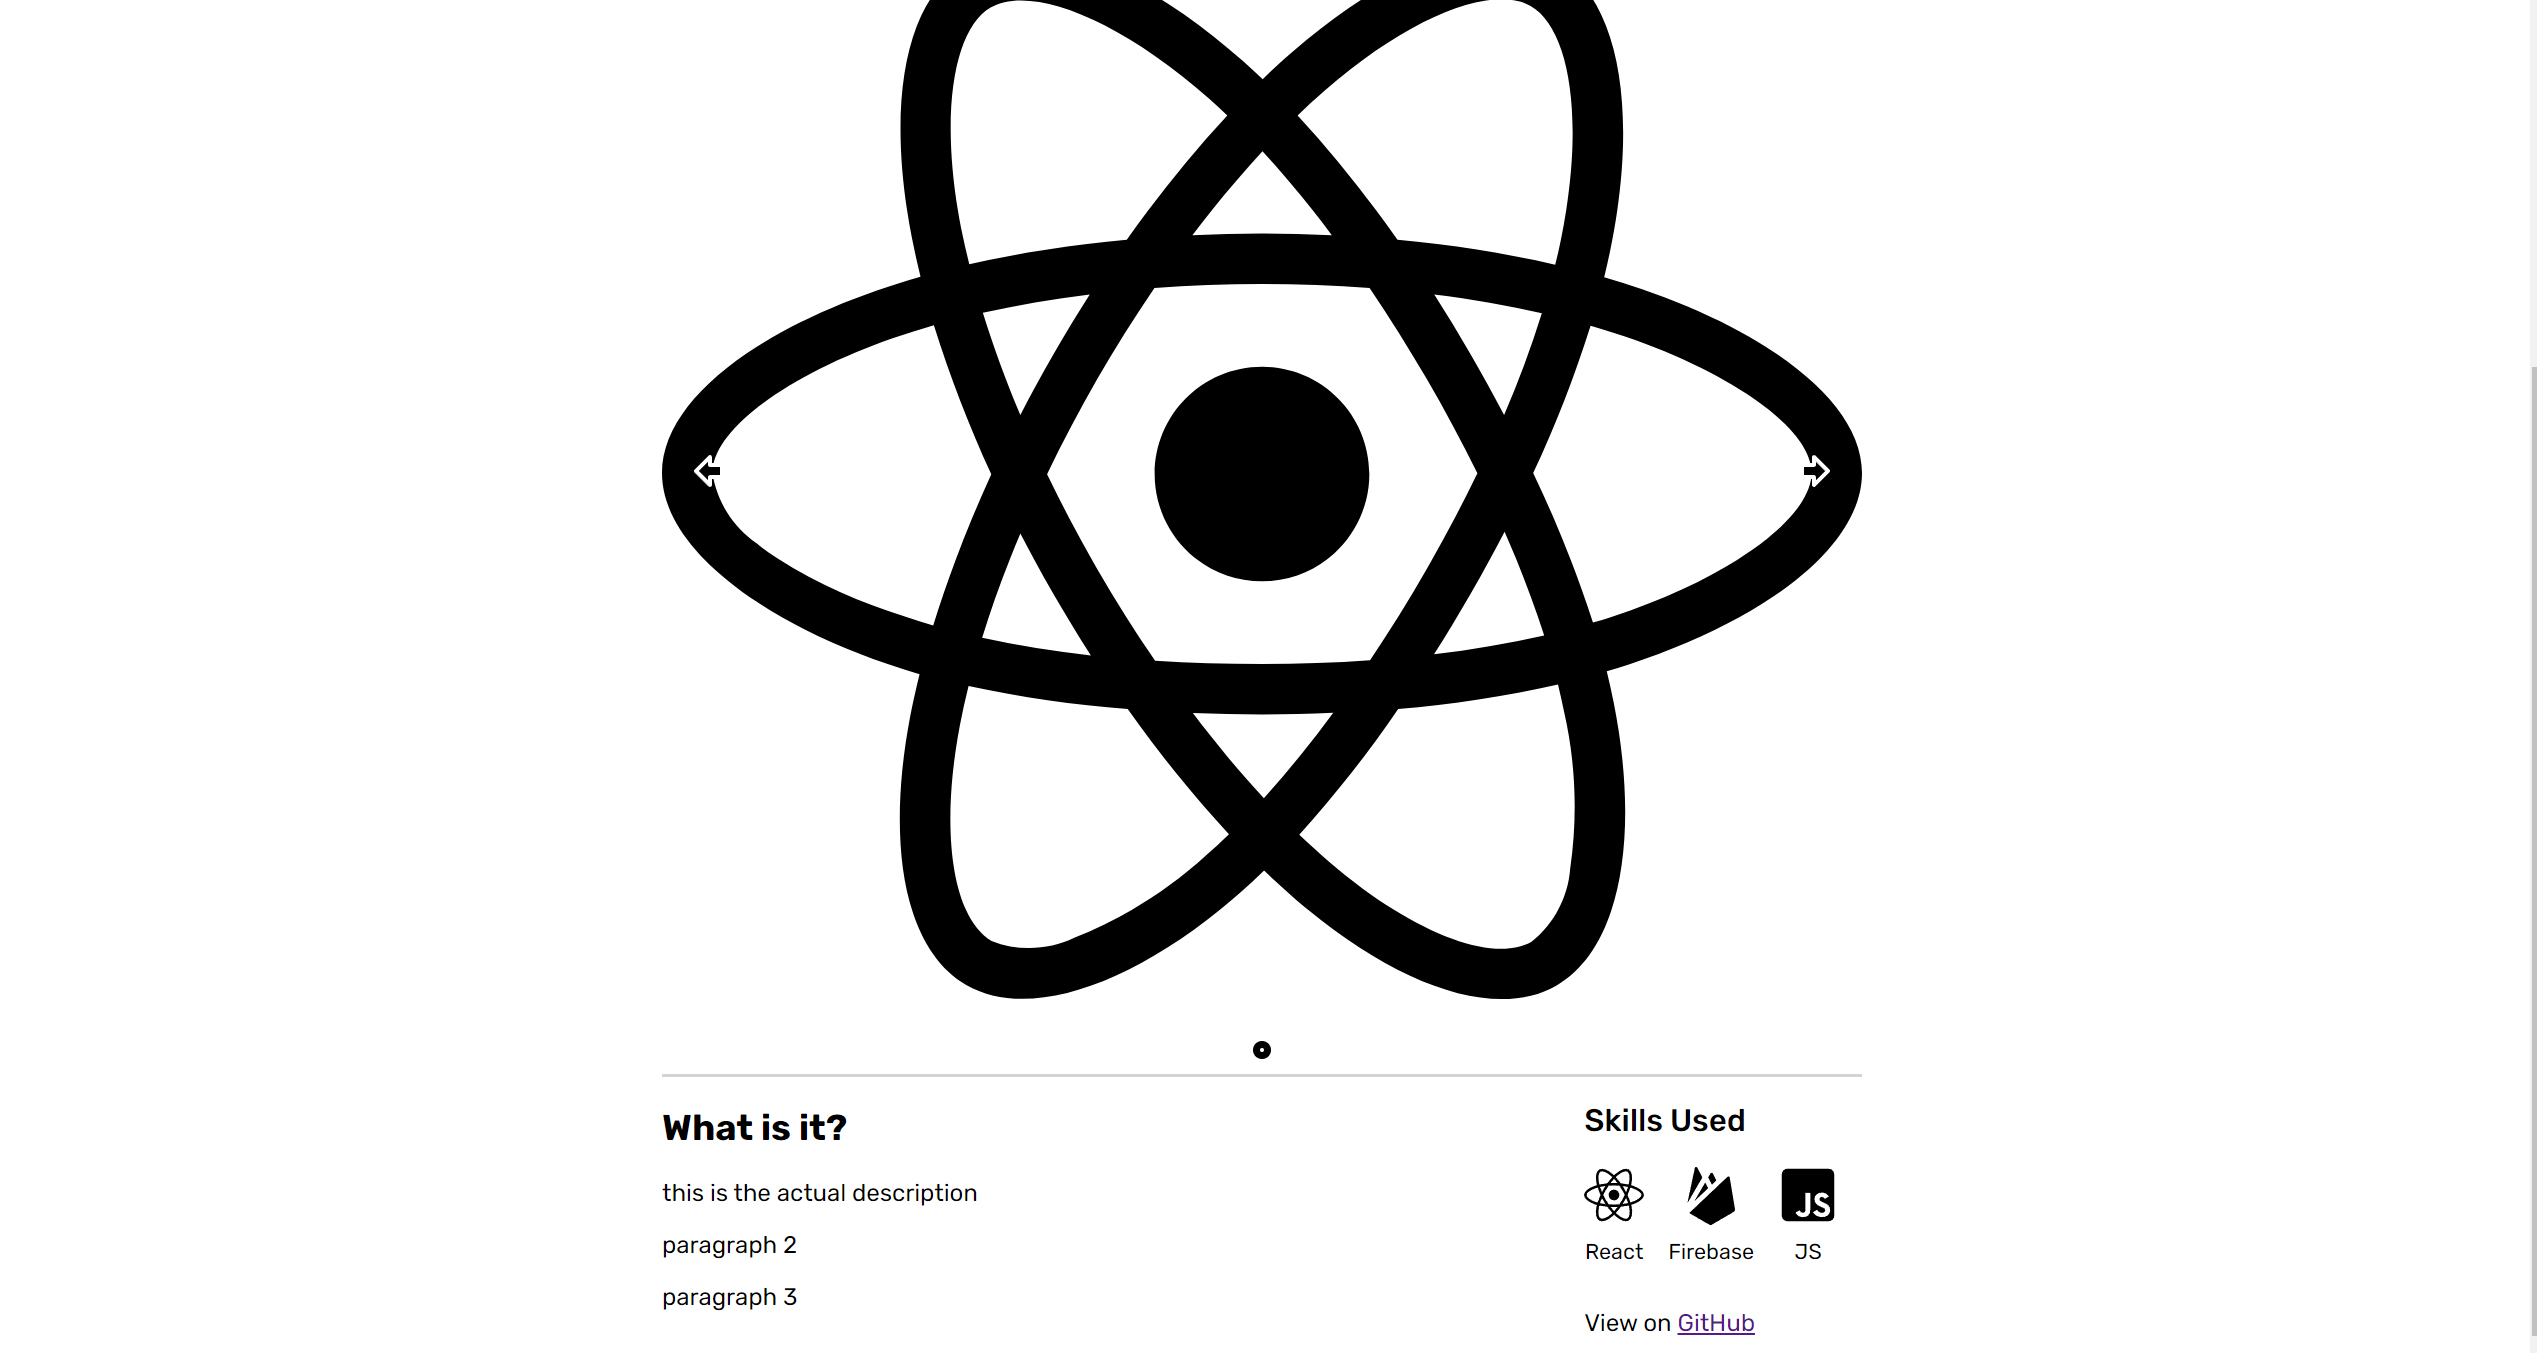 What is it?
this is the actual description
paragraph 2
paragraph 3
Skills Used
JS
React Firebase JS
View on GitHub